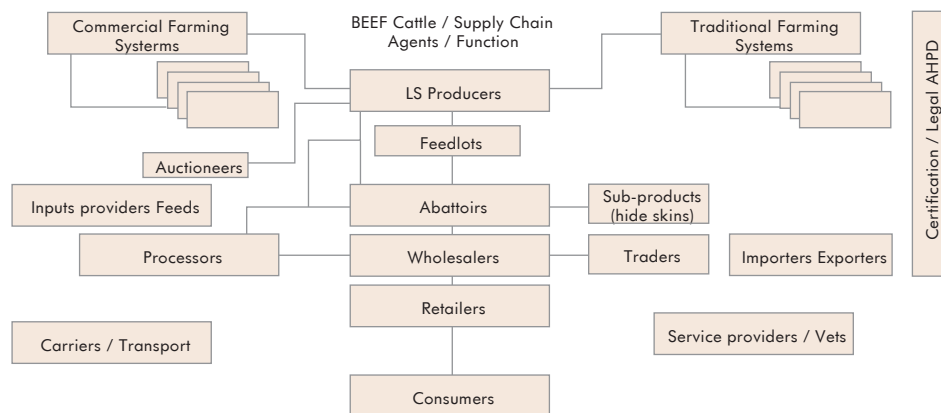 Commercial Farming
Systerms
BEEF Cattle / Supply Chain
Agents / Function
Traditional Farming
Systems
Certification / Legal AHPD
LS Producers
Feedlots
Auctioneers
Inputs providers Feeds
Abattoirs
Sub-products
(hide skins)
Processors
Wholesalers
Traders
Importers Exporters
Retailers
Carriers / Transport
Service providers / Vets
Consumers